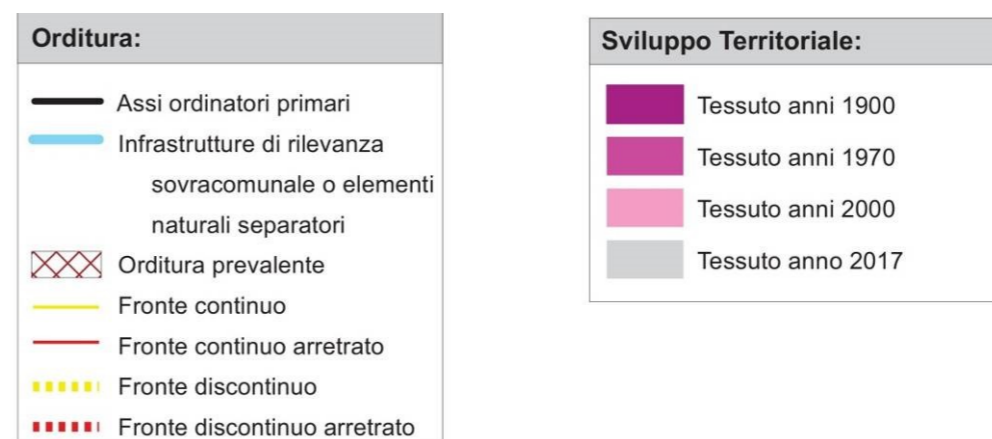 Orditura:
Assi ordinatori primari
Infrastrutture di rilevanza
sovracomunale o elementi
naturali separatori
Orditura prevalente
Fronte continuo
Fronte continuo arretrato
Fronte discontinuo
Fronte discontinuo arretrato
Sviluppo Territoriale:
Tessuto anni 1900
Tessuto anni 1970
Tessuto anni 2000
Tessuto anno 2017